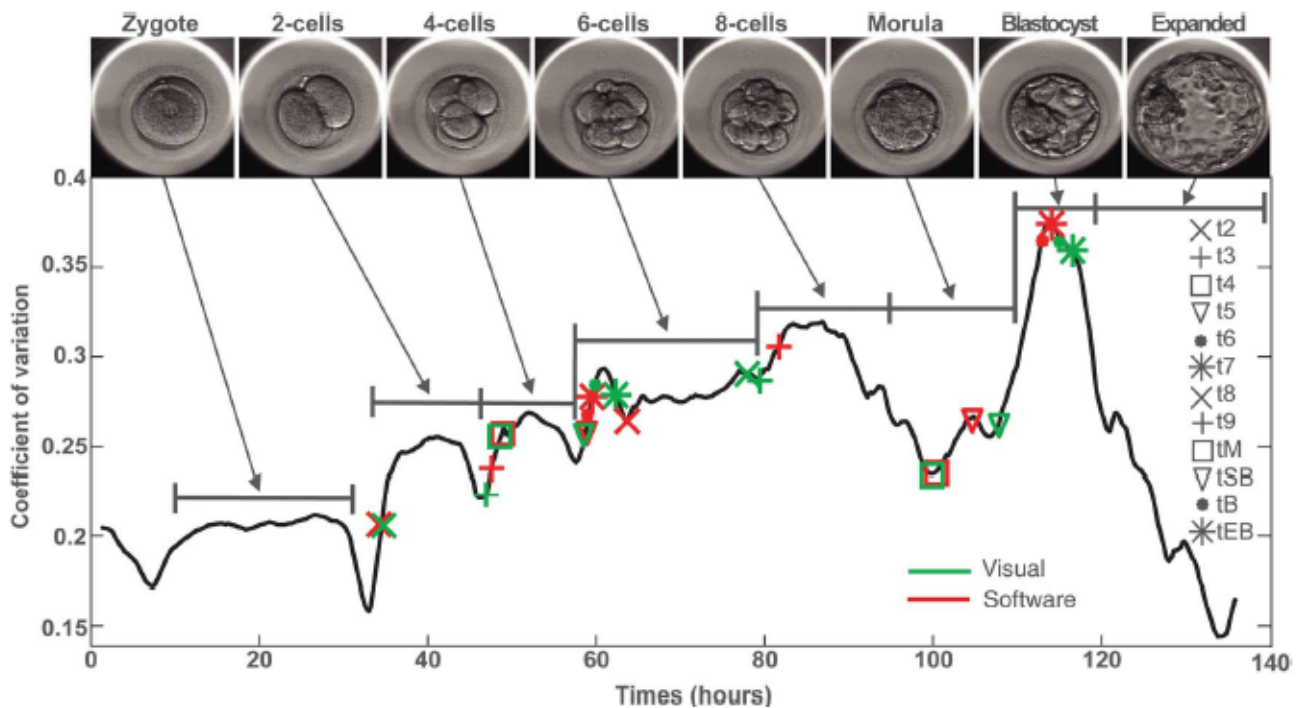 Zygote 2-cells 4-cells 6-cells 8-cells Morula Blastocyst Expanded
0.4
0.35
0.3
0.25
0.2
0.15
Coefficient of variation
t2
t3
t4
t5
t6
t7
t8
t9
tM
tSB
tB
tEB
Visual
Software
0 20 40 60 80 100 120 140
Times (hours)